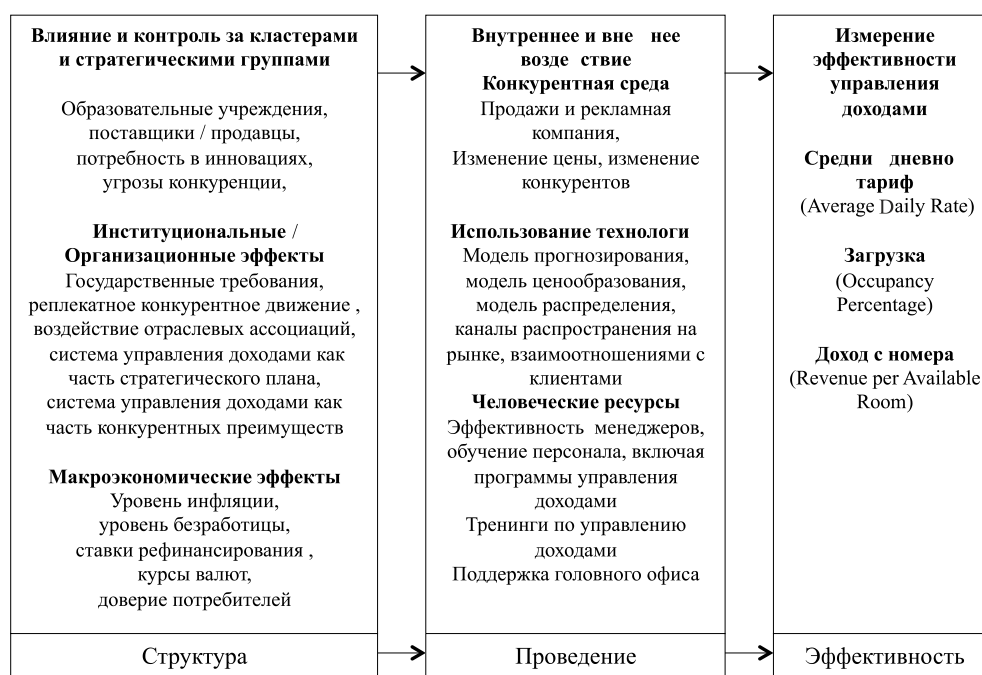 Влияние и контроль за кластерами
и стратегическими группами
Образовательные учреждения,
поставщики / продавцы,
потребность в инновациях,
угрозы конкуренции,
Институциональные /
Организационные эффекты
Государственные требования,
реплекатное конкурентное движение ,
воздействие отраслевых ассоциаций,
система управления доходами как
часть стратегического плана,
система управления доходами как
часть конкурентных преимуществ
Макроэкономические эффекты
Уровень инфляции,
уровень безработицы,
ставки рефинансирования ,
курсы валют,
доверие потребителей
Структура
Внутреннее и вне нее
возде ствие
Конкурентная среда
Продажи и рекламная
компания,
Изменение цены, изменение
конкурентов
Использование технологи
Модель прогнозирования,
модель ценообразования,
модель распределения,
каналы распространения на
рынке, взаимоотношениями с
клиентами
Человеческие ресурсы
Эффективность менеджеров,
обучение персонала, включая
программы управления
доходами
Тренинги по управлению
доходами
Поддержка головного офиса
Проведение
Измерение
эффективности
управления
доходами
Средни дневно
тариф
(Average Daily Rate)
Загрузка
(Occupancy
Percentage)
Доход с номера
(Revenue per Available
Room)
Эффективность